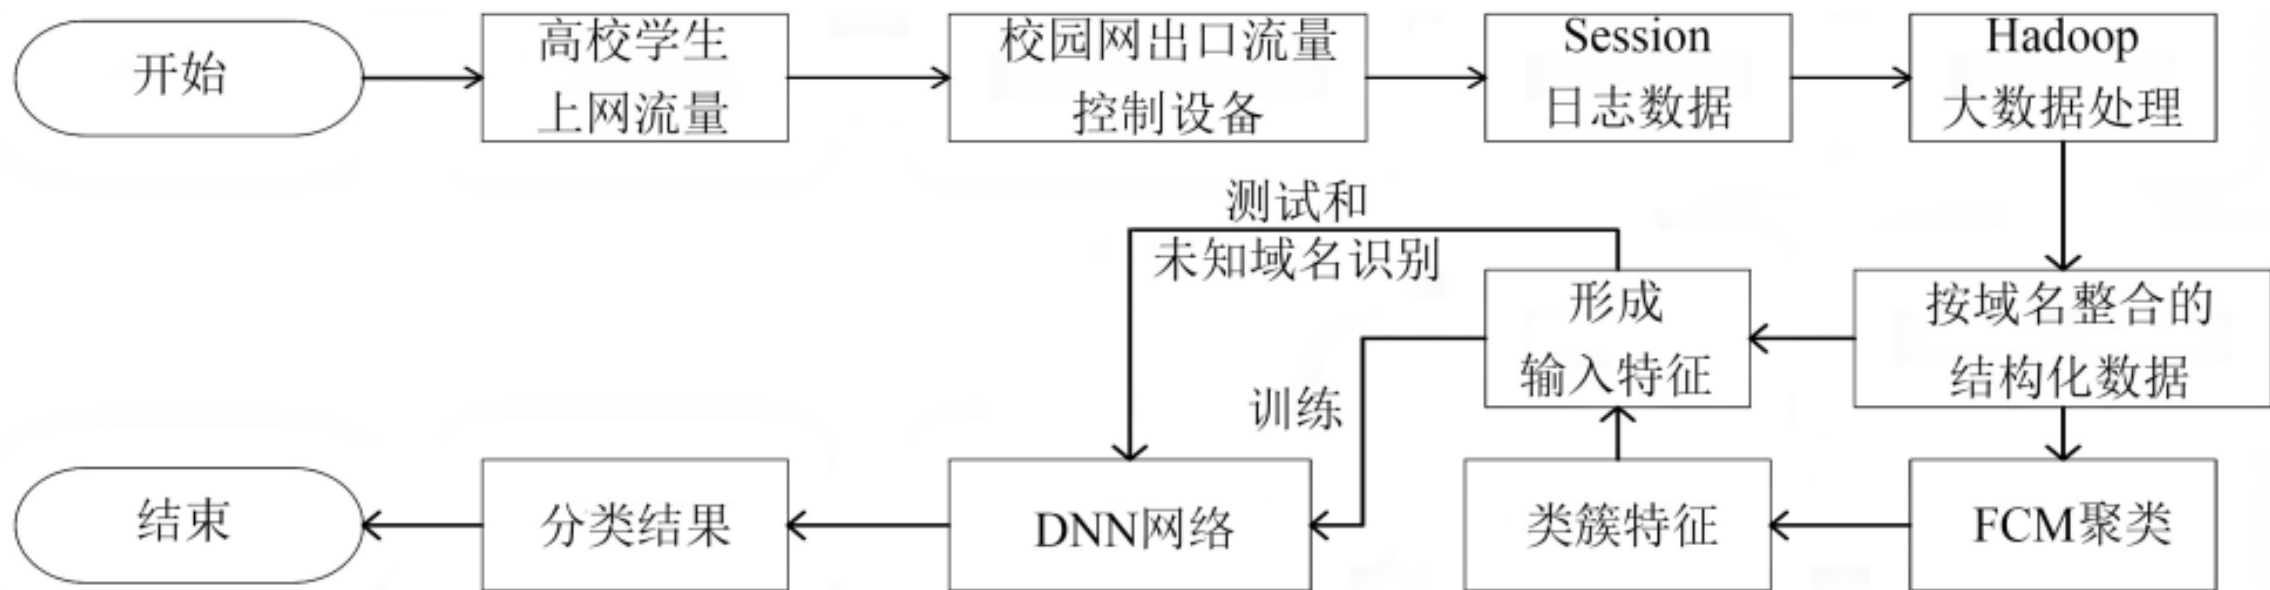 开始
高校学生
上网流量
校园网出口流量
控制设备
Session
日志数据
Hadoop
大数据处理
测试和
未知域名识别
形成
输入特征
按域名整合的
结构化数据
训练
结束
分类结果
DNN网络
类簇特征
FCM聚类